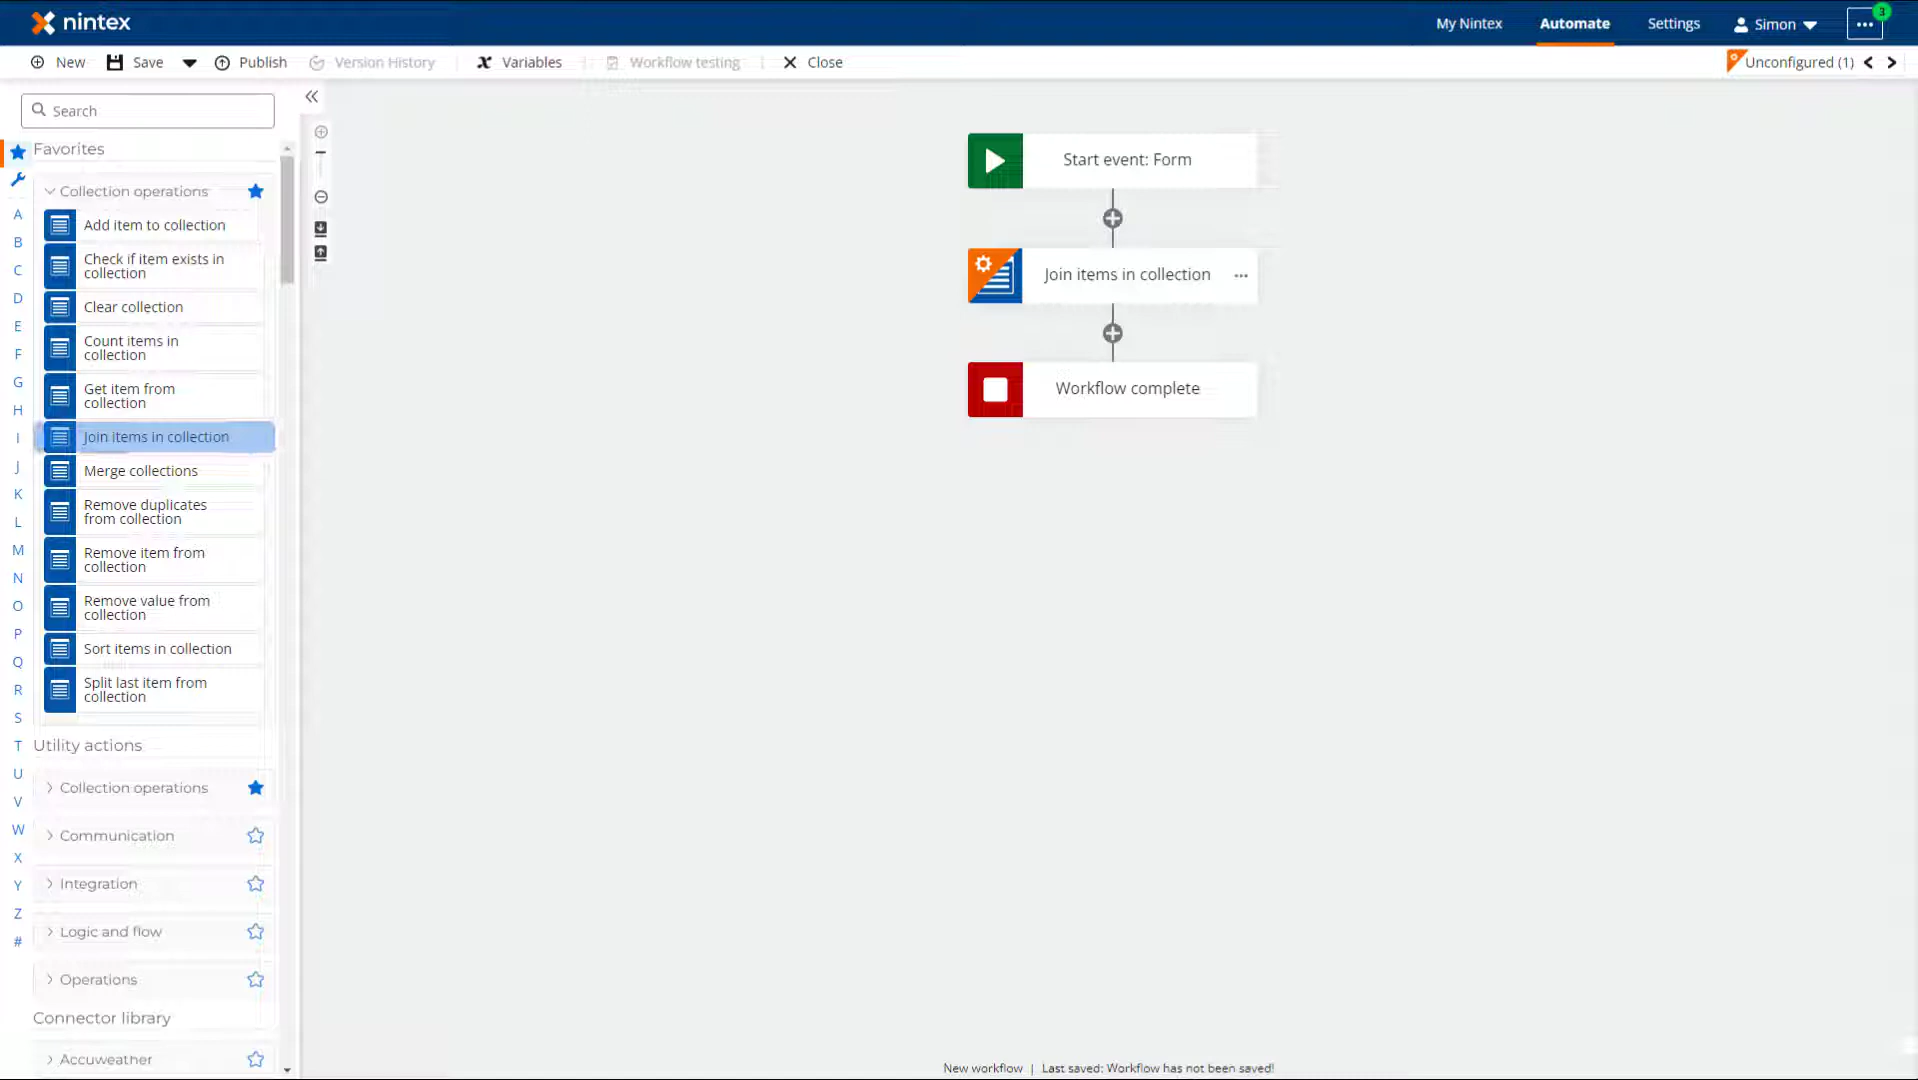 nintex
My Nintex
Automate
Settings
Simon
3
New
Save
Publish
Version History
Variables
Workflow testing
Close
Unconfigured (1)
Search
Favorites
Collection operations
Add item to collection
Check if item exists in
collection
Clear collection
Count items in
collection
Get item from
collection
Join items in collection
Merge collections
Remove duplicates
from collection
Remove item from
collection
Remove value from
collection
Sort items in collection
Split last item from
collection
Utility actions
Collection operations
Communication
Integration
Logic and flow
Operations
Connector library
Accuweather
A
B
C
D
E
F
G
H
I
J
K
L
M
N
O
P
Q
R
S
T
U
V
W
X
Y
Z
#
Start event: Form
Join items in collection
Workflow complete
New workflow | Last saved: Workflow has not been saved!